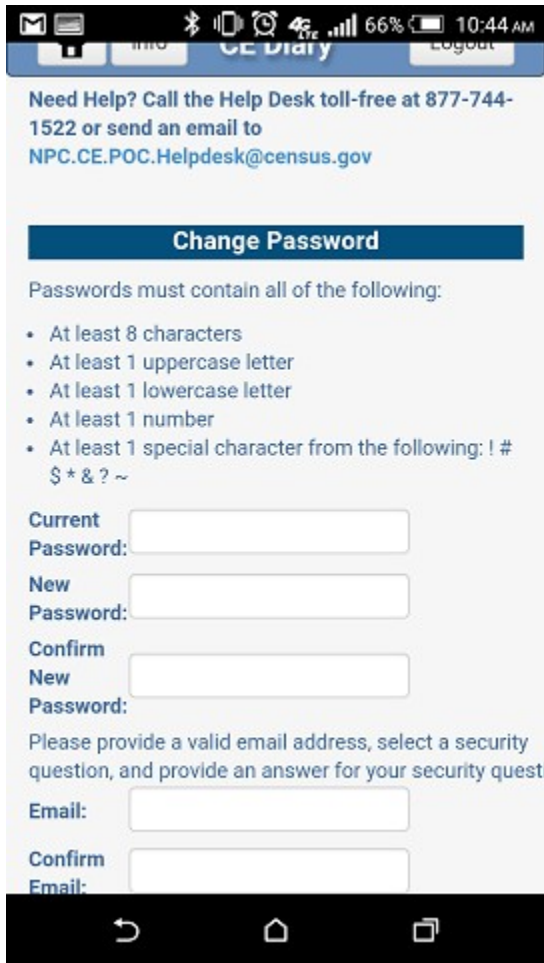 4G LTE 66% 10:44 AM
Info CE Diary Logout
Need Help? Call the Help Desk toll-free at 877-744-
1522 or send an email to
NPC.CE.POC.Helpdesk@census.gov
Change Password
Passwords must contain all of the following:
• At least 8 characters
• At least 1 uppercase letter
• At least 1 lowercase letter
• At least 1 number
• At least 1 special character from the following: ! #
$ * & ? ~
Current
Password:
New
Password:
Confirm
New
Password:
Please provide a valid email address, select a security
question, and provide an answer for your security questi
Email:
Confirm
Email: